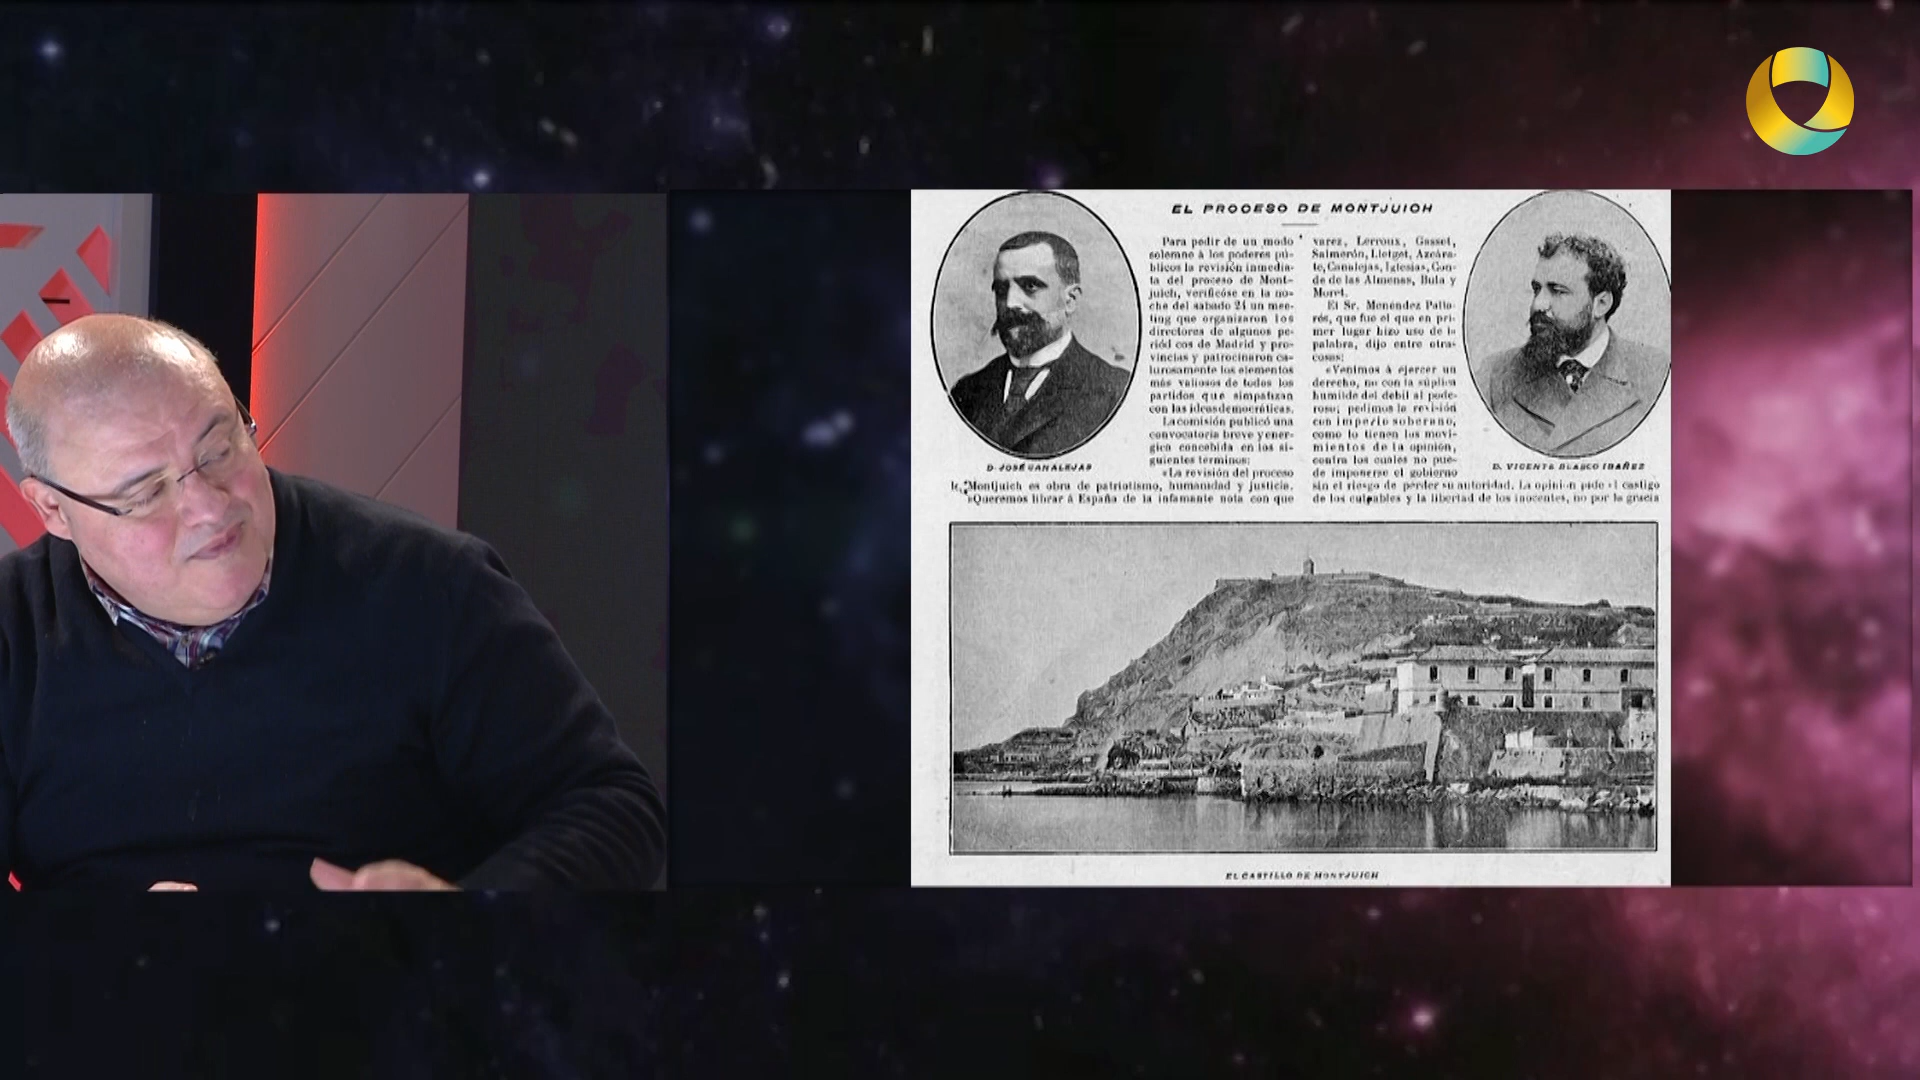 EL PROCESO DE MONTJUICH
Para pedir de un modo
solemne á los poderes pú-
blicos la revisión inmedia-
ta del proceso de Mont-
juich, verificóse en la no-
che del sabado 24 un mee-
ting que organizaron los
directores de algunos pe-
riód cos de Madrid y pro-
vincias y patrocinaron ca-
lurosamente los elementos
más valiosos de todos los
partidos que simpatizan
con las ideas democráticas.
La comisión publicó una
convocatoria breve y enér-
gica concebida en los si-
guientes términos:
«La revisión del proceso
Montjuich es obra de patriotismo, humanidad y justicia.
»Queremos librar á España de la infamante nota con que
varez, Lerroux, Gasset,
Salmerón, Lletget, Azcára-
te, Canalejas, Iglesias, Con-
de de las Almenas, Bula y
Moret.
El Sr. Menéndez Palla-
rés, que fué el que en pri-
mer lugar hizo uso de la
palabra, dijo entre otras
cosas:
«Venimos á ejercer un
derecho, no con la súplica
humilde del débil al pode-
roso; pedimos la revisión
con imperio soberano,
como lo tienen los movi-
mientos de la opinión,
contra los cuales no pue-
de imponerse el gobierno
sin el riesgo de perder su autoridad. La opinión pide el castigo
de los culpables y la libertad de los inocentes, no por la gracia
D. JOSÉ CANALEJAS
D. VICENTE BLASCO IBAÑEZ
EL CASTILLO DE MONTJUICH